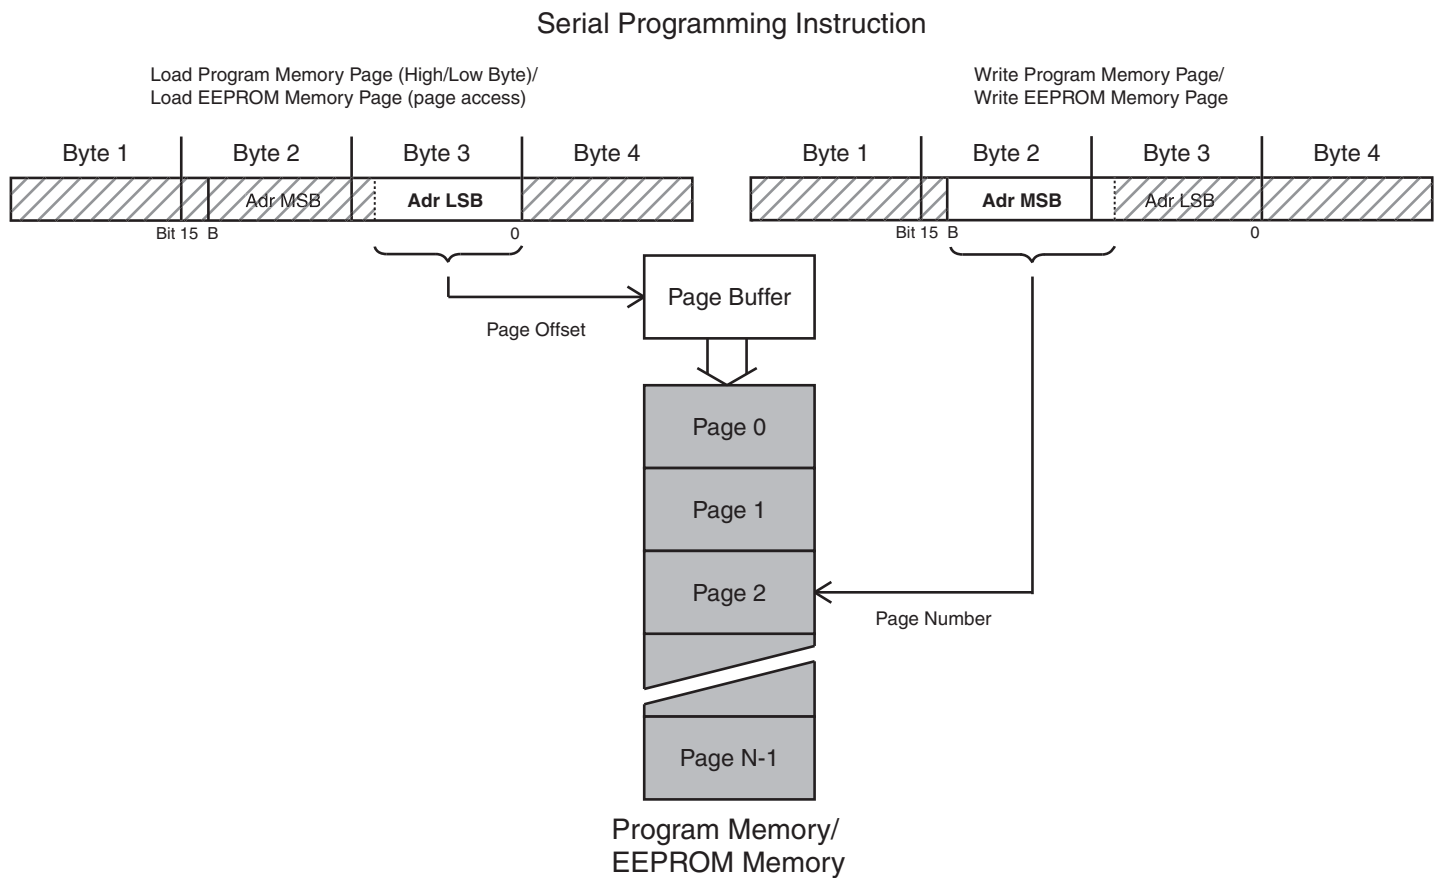 Serial Programming Instruction
Load Program Memory Page (High/Low Byte)/
Load EEPROM Memory Page (page access)
Write Program Memory Page/
Write EEPROM Memory Page
Byte 1 Byte 2 Byte 3 Byte 4
Adr MSB Adr LSB
Bit 15 B 0
Byte 1 Byte 2 Byte 3 Byte 4
Adr MSB Adr LSB
Bit 15 B 0
Page Buffer
Page Offset
Page 0
Page 1
Page 2
Page Number
Page N-1
Program Memory/
EEPROM Memory